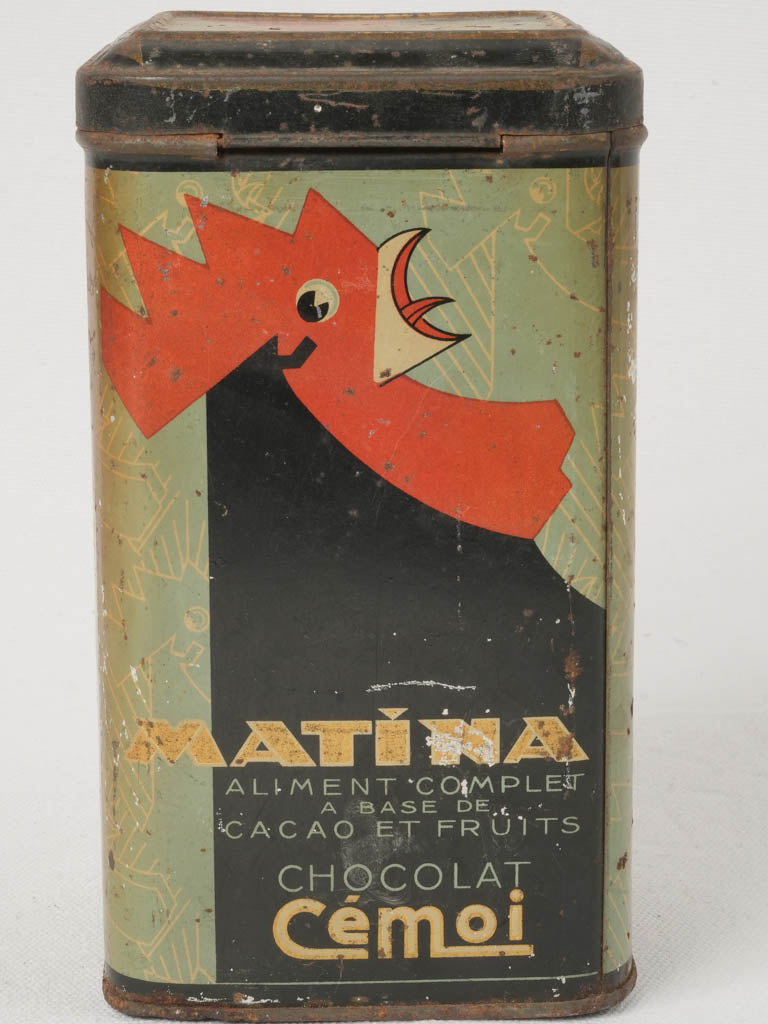 MATINA
ALIMENT COMPLET
A BASE DE
CACAO ET FRUITS
CHOCOLAT
Cémoi